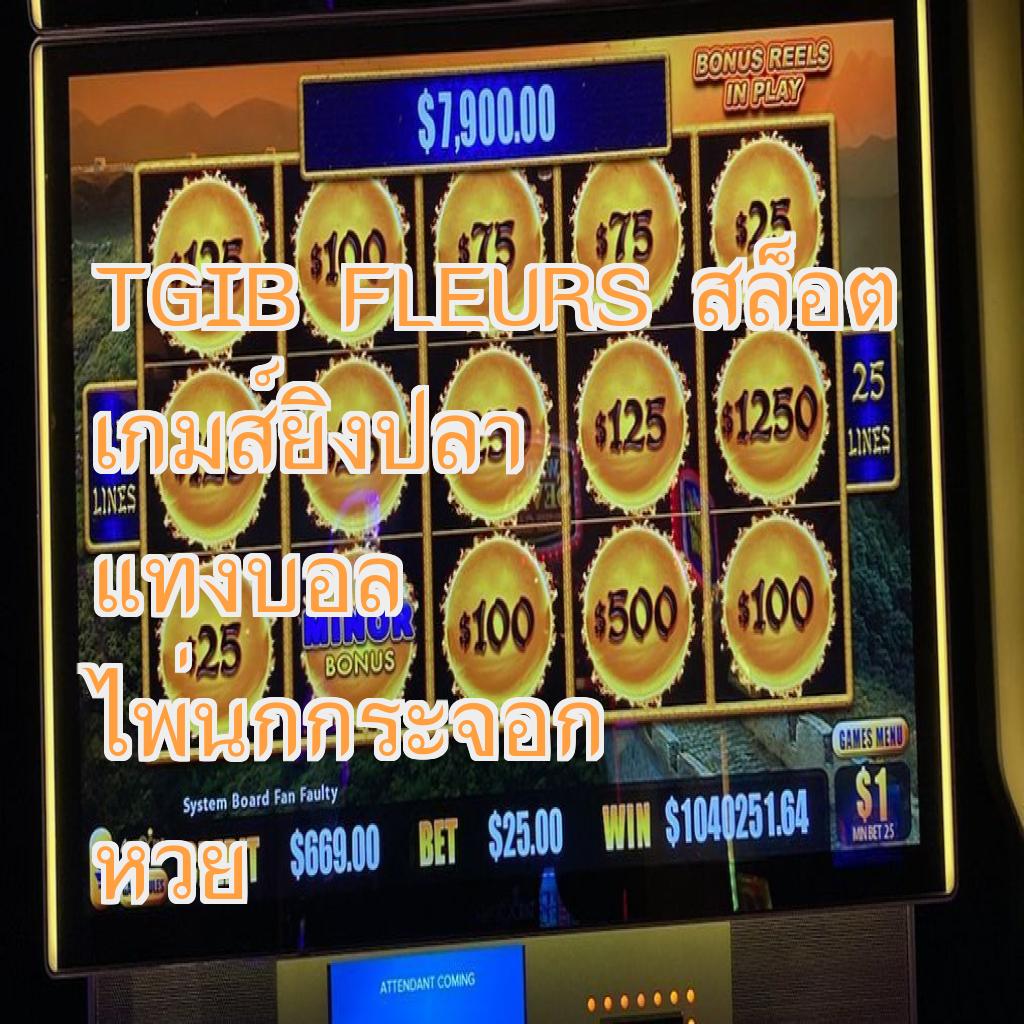 BONUS REELS
IN PLAY
$7,900.00
$125 $100 $75 $75 $25
TGIB FLEURS สล็อต
25
LINES
$125 $1250
LINES
เกมส์ยิงปลา
แทงบอล
$25 MINOR
BONUS
$100 $500 $100
ไพ่นกกระจอก
GAMES MENU
System Board Fan Faulty
$669.00 BET $25.00 WIN $1040251.64
$1
MIN BET 25
หวย
ATTENDANT COMING